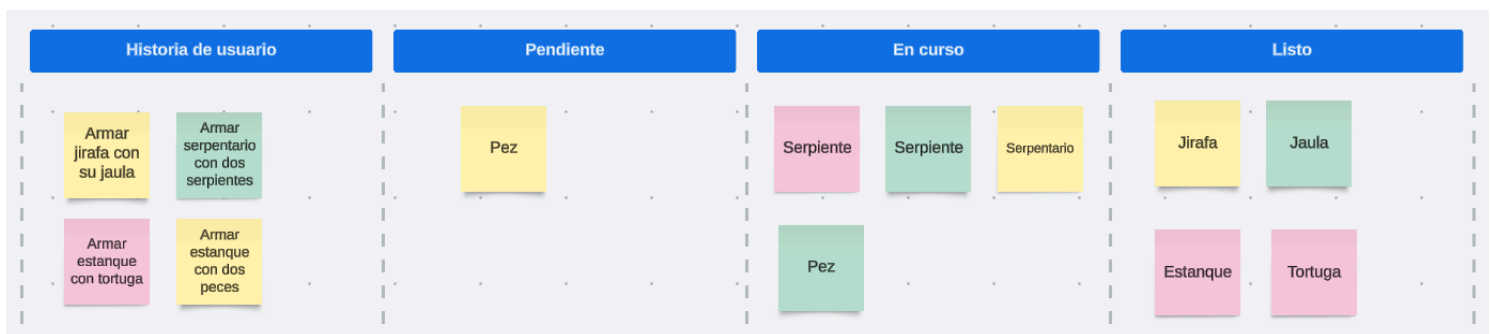 Historia de usuario
Pendiente
En curso
Listo
Armar
jirafa con
su jaula
Armar
serpentario
con dos
serpientes
Armar
estanque
con tortuga
Armar
estanque
con dos
peces
Pez
Serpiente
Serpiente
Serpentario
Pez
Jirafa
Jaula
Estanque
Tortuga